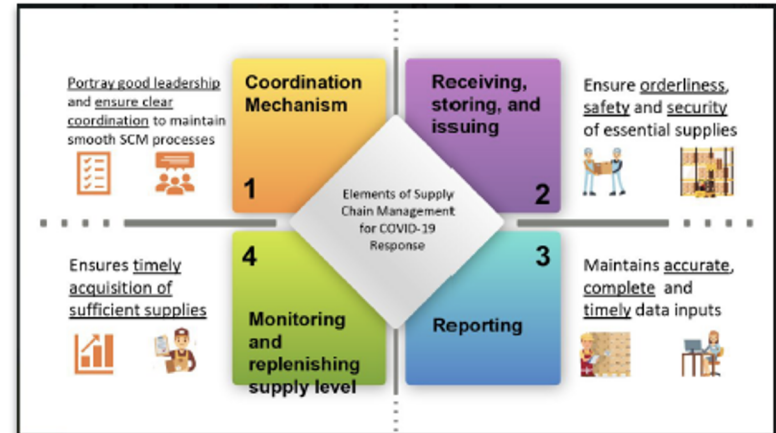 Portray good leadership
and ensure clear
coordination to maintain
smooth SCM processes
Coordination
Mechanism
1
Receiving,
storing, and
issuing
2
Ensure orderliness,
safety and security
of essential supplies
Elements of Supply
Chain Management
for COVID-19
Response
Ensures timely
acquisition of
sufficient supplies
4
Monitoring
and
replenishing
supply level
3
Reporting
Maintains accurate,
complete and
timely data inputs